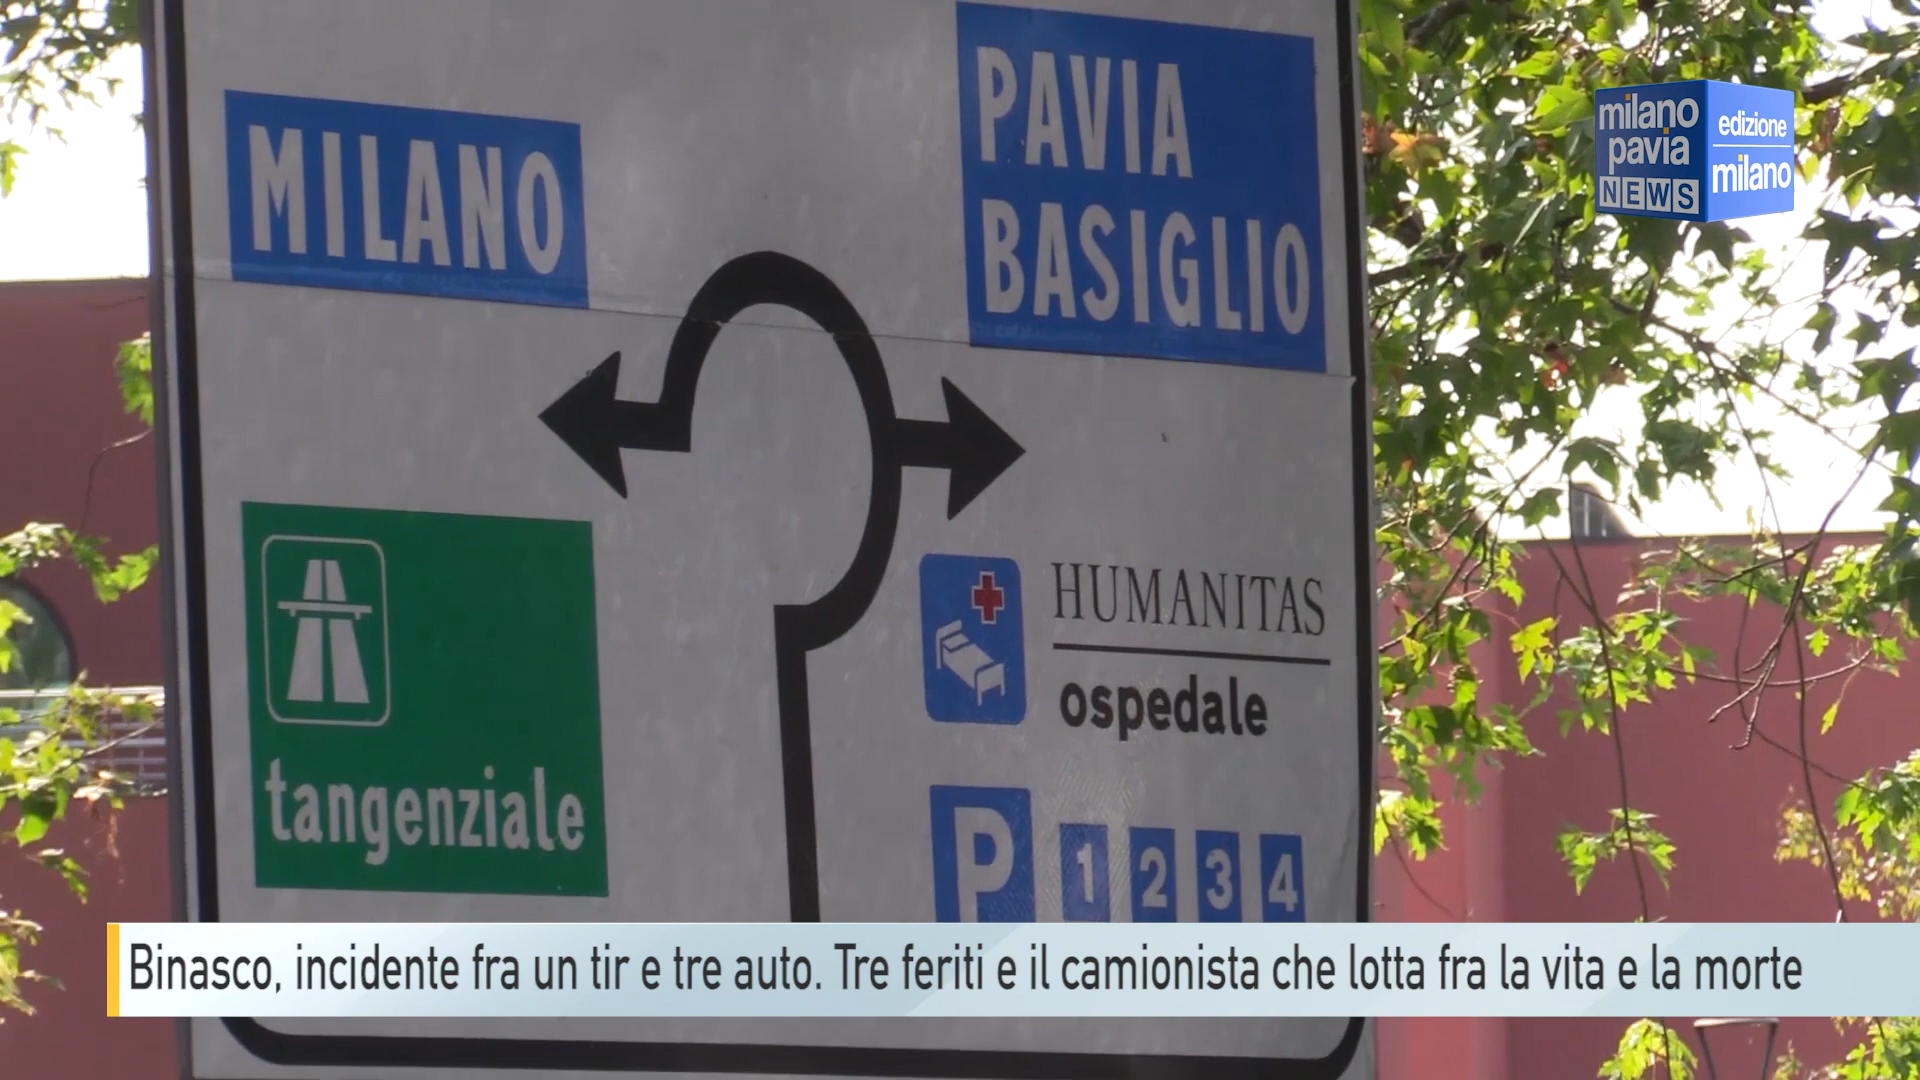 MILANO
PAVIA
BASIGLIO
milano
pavia
NEWS
edizione
milano
HUMANITAS
ospedale
tangenziale
P 1 2 3 4
Binasco, incidente fra un tir e tre auto. Tre feriti e il camionista che lotta fra la vita e la morte